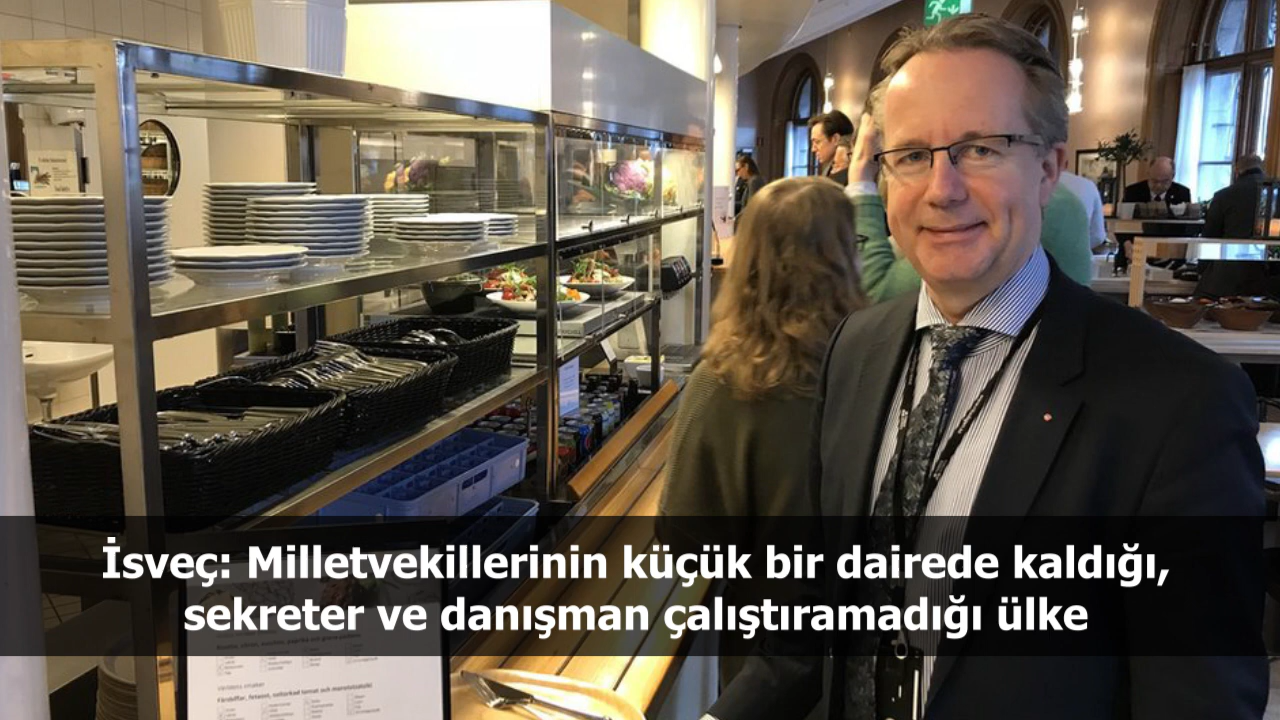 İsveç: Milletvekillerinin küçük bir dairede kaldığı,
sekreter ve danışman çalıştıramadığı ülke